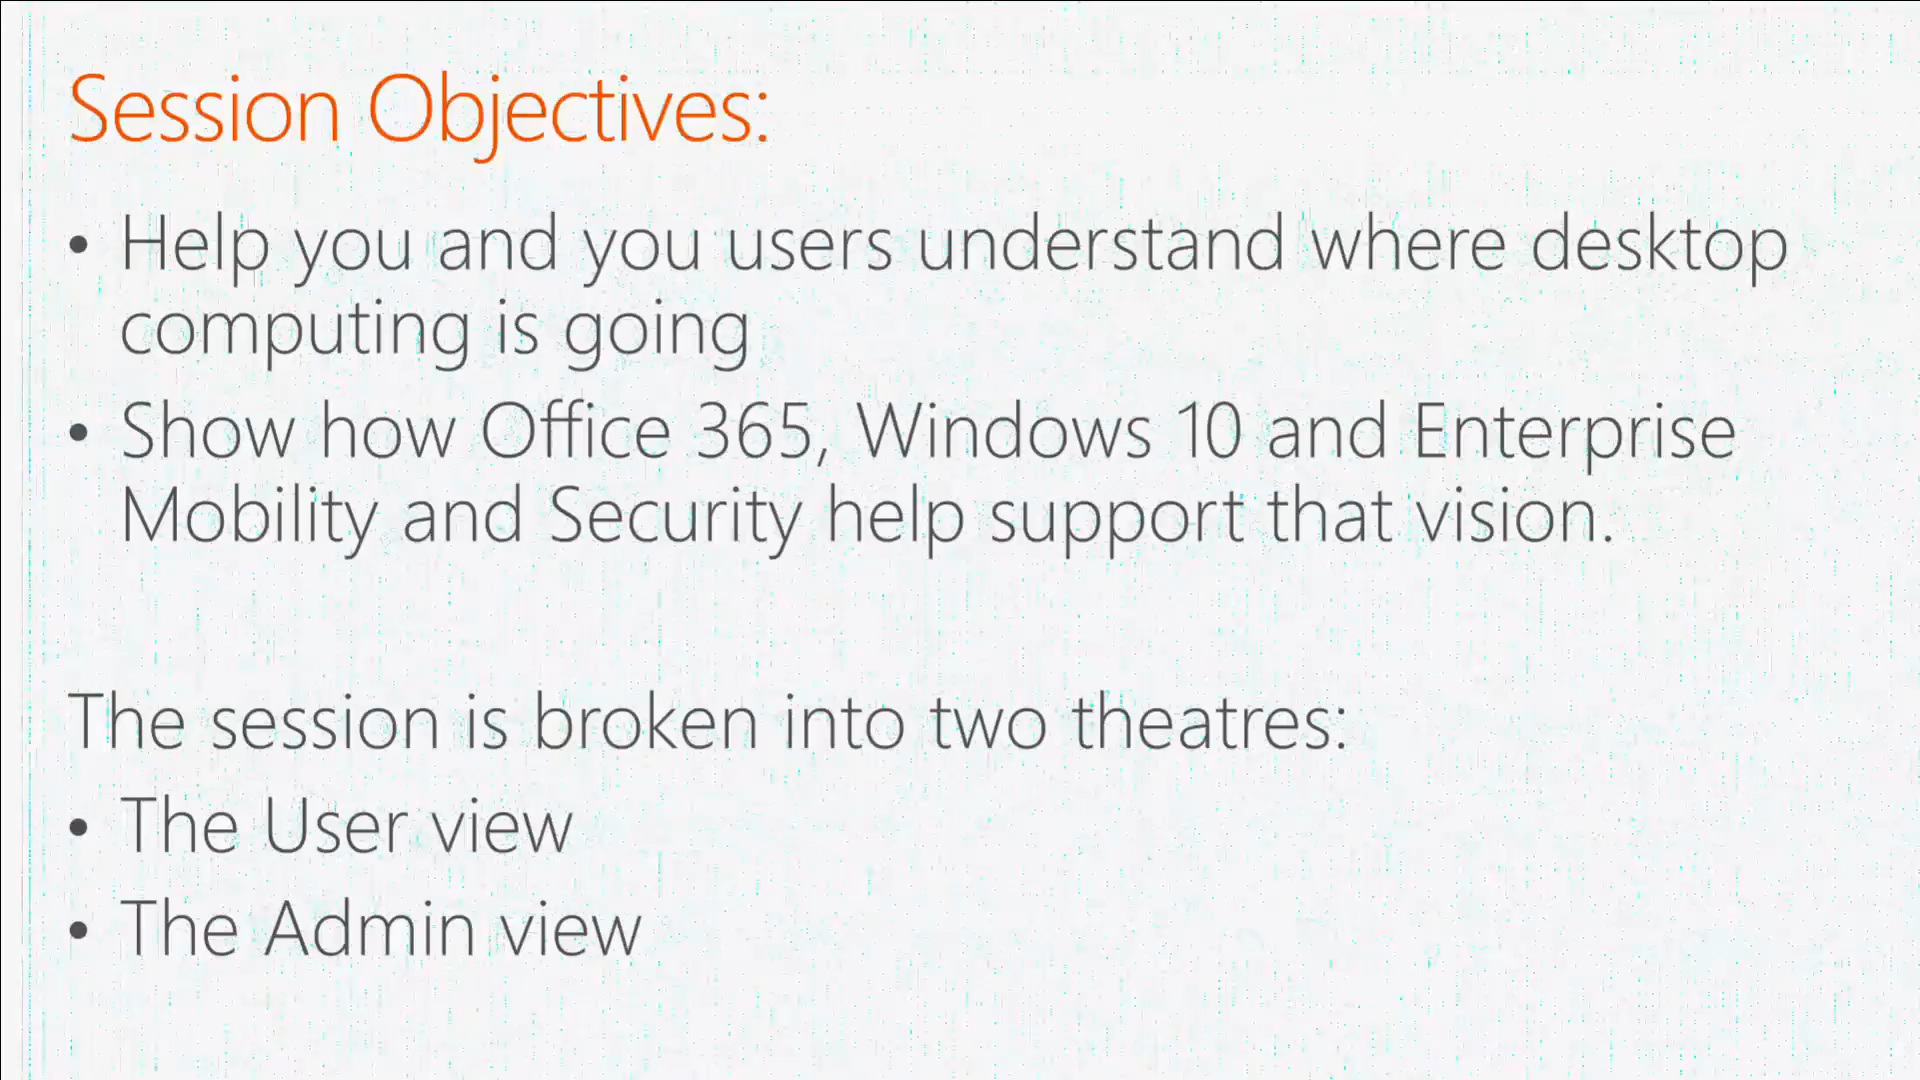 Session Objectives:
• Help you and you users understand where desktop
computing is going
• Show how Office 365, Windows 10 and Enterprise
Mobility and Security help support that vision.
The session is broken into two theatres:
• The User view
• The Admin view